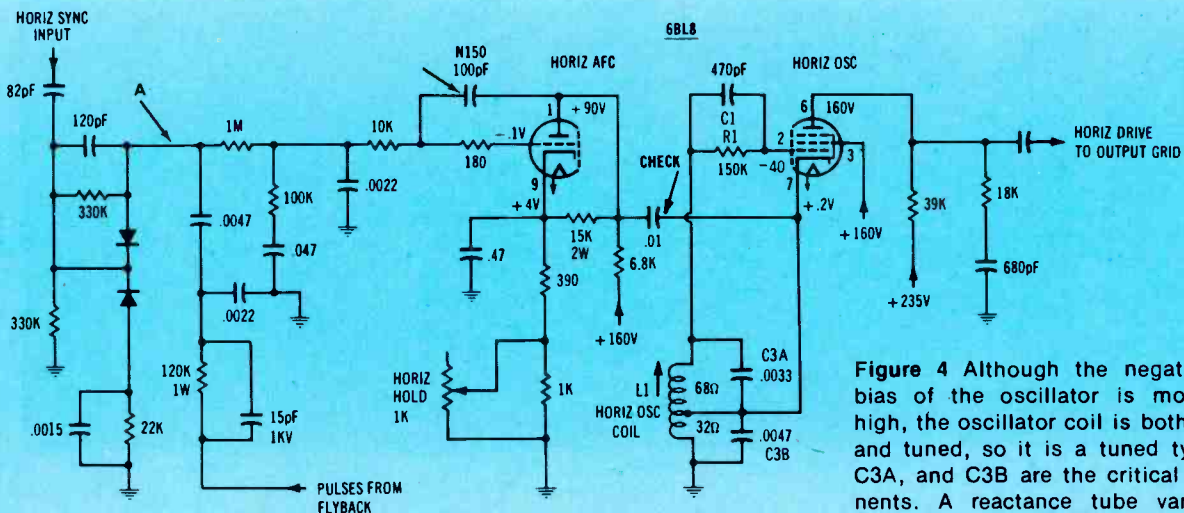 HORIZ SYNC
INPUT
82pF
120pF
A
1M
330K
330K
.0047
100K
.047
.0022
.0022
120K
1W
15pF
1KV
.0015
22K
PULSES FROM
FLYBACK
10K
N150
100pF
180
-.1V
HORIZ AFC
1
+90V
9
+4V
.47
15K
2W
390
HORIZ
HOLD
1K
1K
6.8K
+160V
CHECK
.01
6BL8
470pF
C1
R1
150K
HORIZ OSC
6
160V
2
-40
3
7
+.2V
+160V
L1
HORIZ OSC
COIL
68Ω
32Ω
C3A
.0033
.0047
C3B
39K
+235V
18K
680pF
HORIZ DRIVE
TO OUTPUT GRID
Figure 4 Although the negat
bias of the oscillator is mo
high, the oscillator coil is both
and tuned, so it is a tuned ty
C3A, and C3B are the critical
nents. A reactance tube var